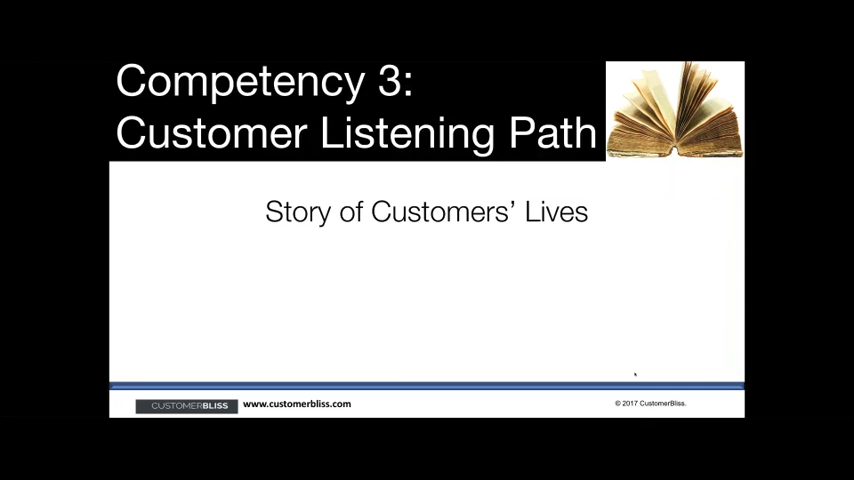 Competency 3:
Customer Listening Path
Story of Customers’ Lives
CUSTOMERBLISS www.customerbliss.com
© 2017 CustomerBliss.